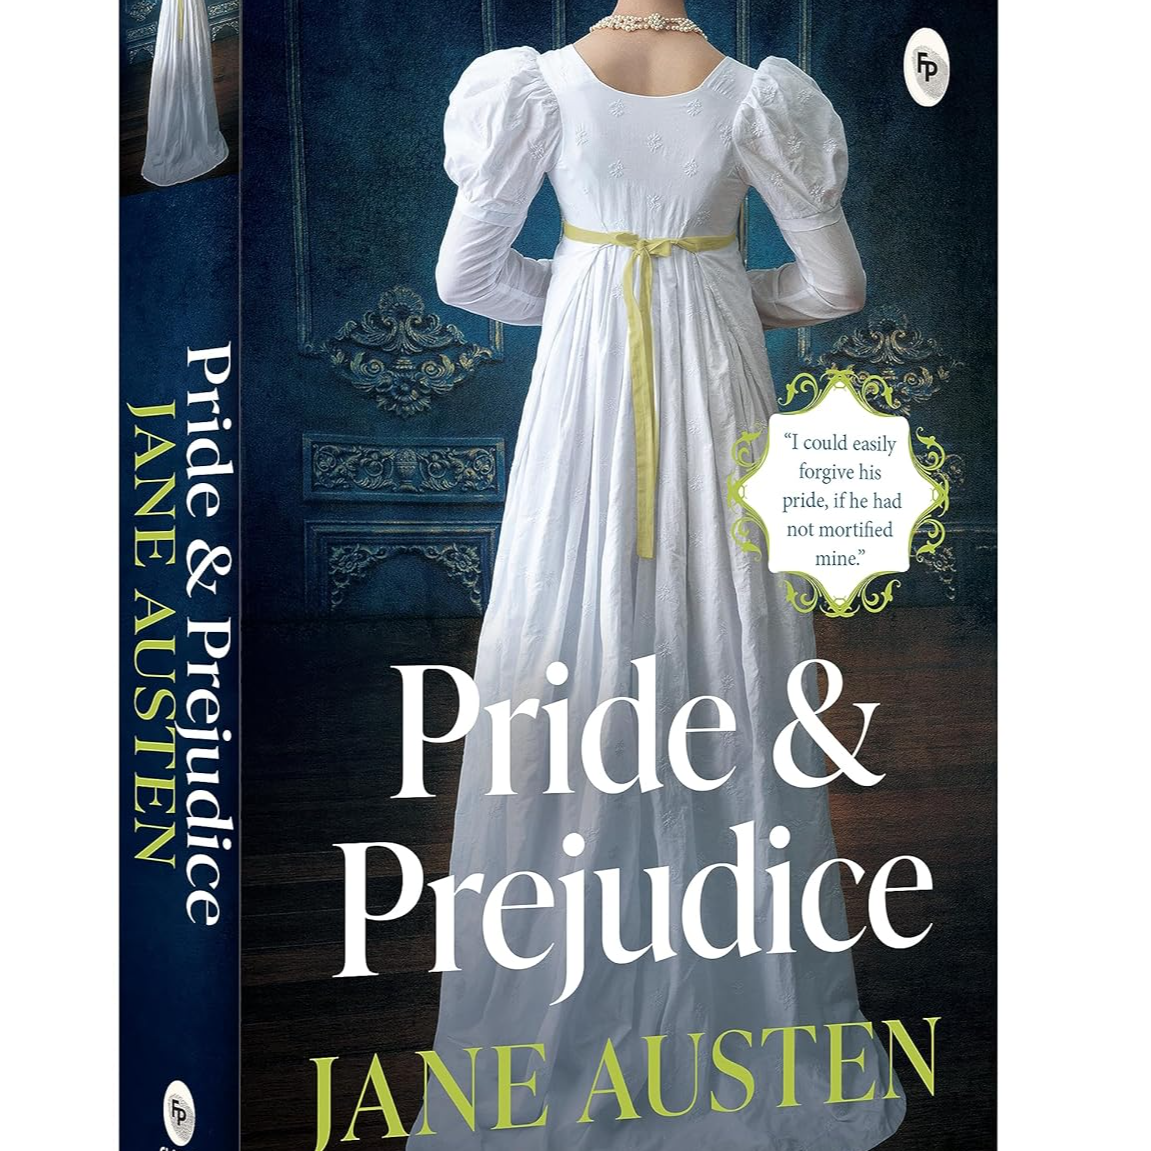 Pride & Prejudice
JANE AUSTEN
FP
FP
“I could easily
forgive his
pride, if he had
not mortified
mine.”
Pride &
Prejudice
JANE AUSTEN